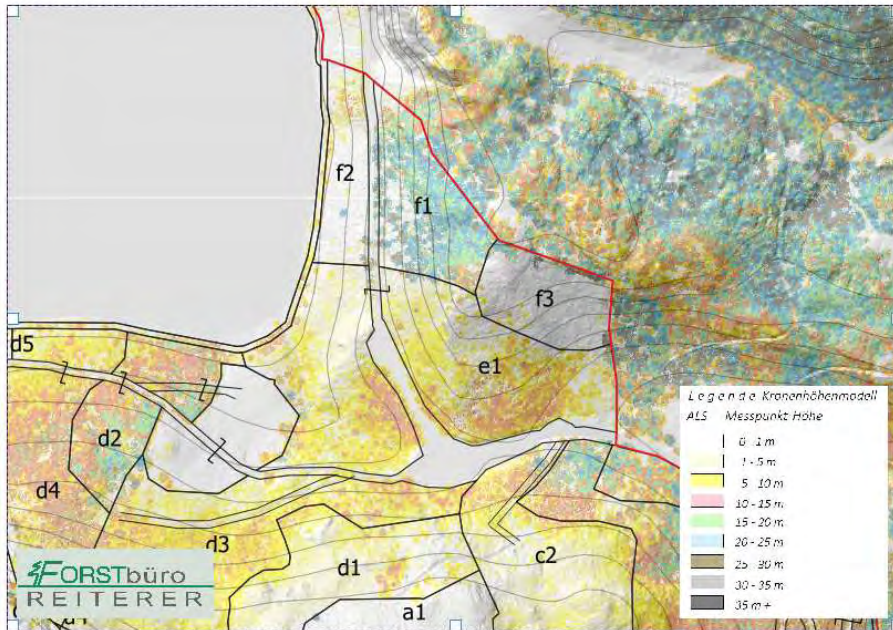 f2
f1
f3
d5
e1
d2
d4
d3
d1
c2
a1
L e g e n d e Kronenhöhenmodell
ALS Messpunkt Höhe
0 - 1 m
1 - 5 m
5 - 10 m
10 - 15 m
15 - 20 m
20 - 25 m
25 - 30 m
30 - 35 m
35 m +
FORSTbüro
REITERER